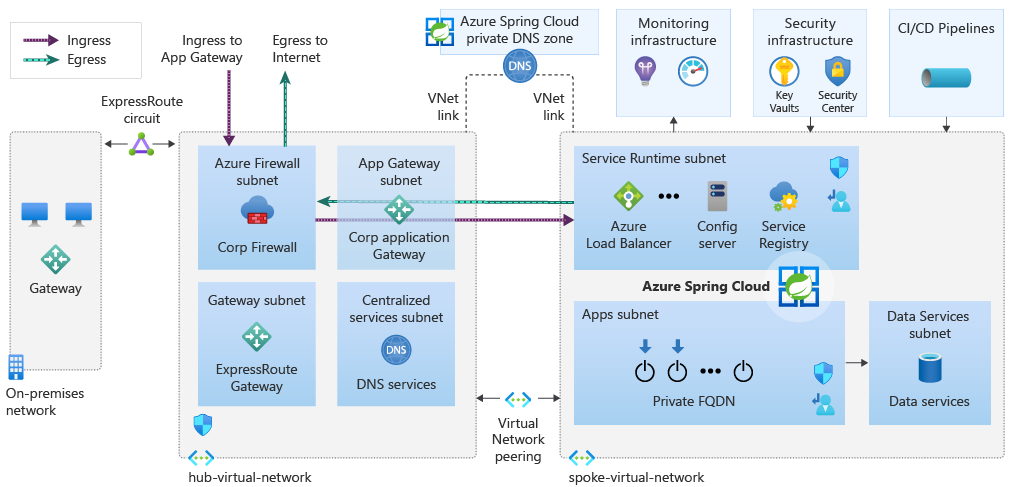 Ingress
Egress
Ingress to
App Gateway
Egress to
Internet
Azure Spring Cloud
private DNS zone
DNS
VNet
link
VNet
link
Monitoring
infrastructure
Security
infrastructure
Key
Vaults
Security
Center
CI/CD Pipelines
ExpressRoute
circuit
Gateway
On-premises
network
Azure Firewall
subnet
Corp Firewall
App Gateway
subnet
Corp application
Gateway
Gateway subnet
ExpressRoute
Gateway
Centralized
services subnet
DNS
DNS services
hub-virtual-network
Virtual
Network
peering
Service Runtime subnet
Azure
Load Balancer
Config
server
Service
Registry
Azure Spring Cloud
Apps subnet
Private FQDN
Data Services
subnet
Data services
spoke-virtual-network